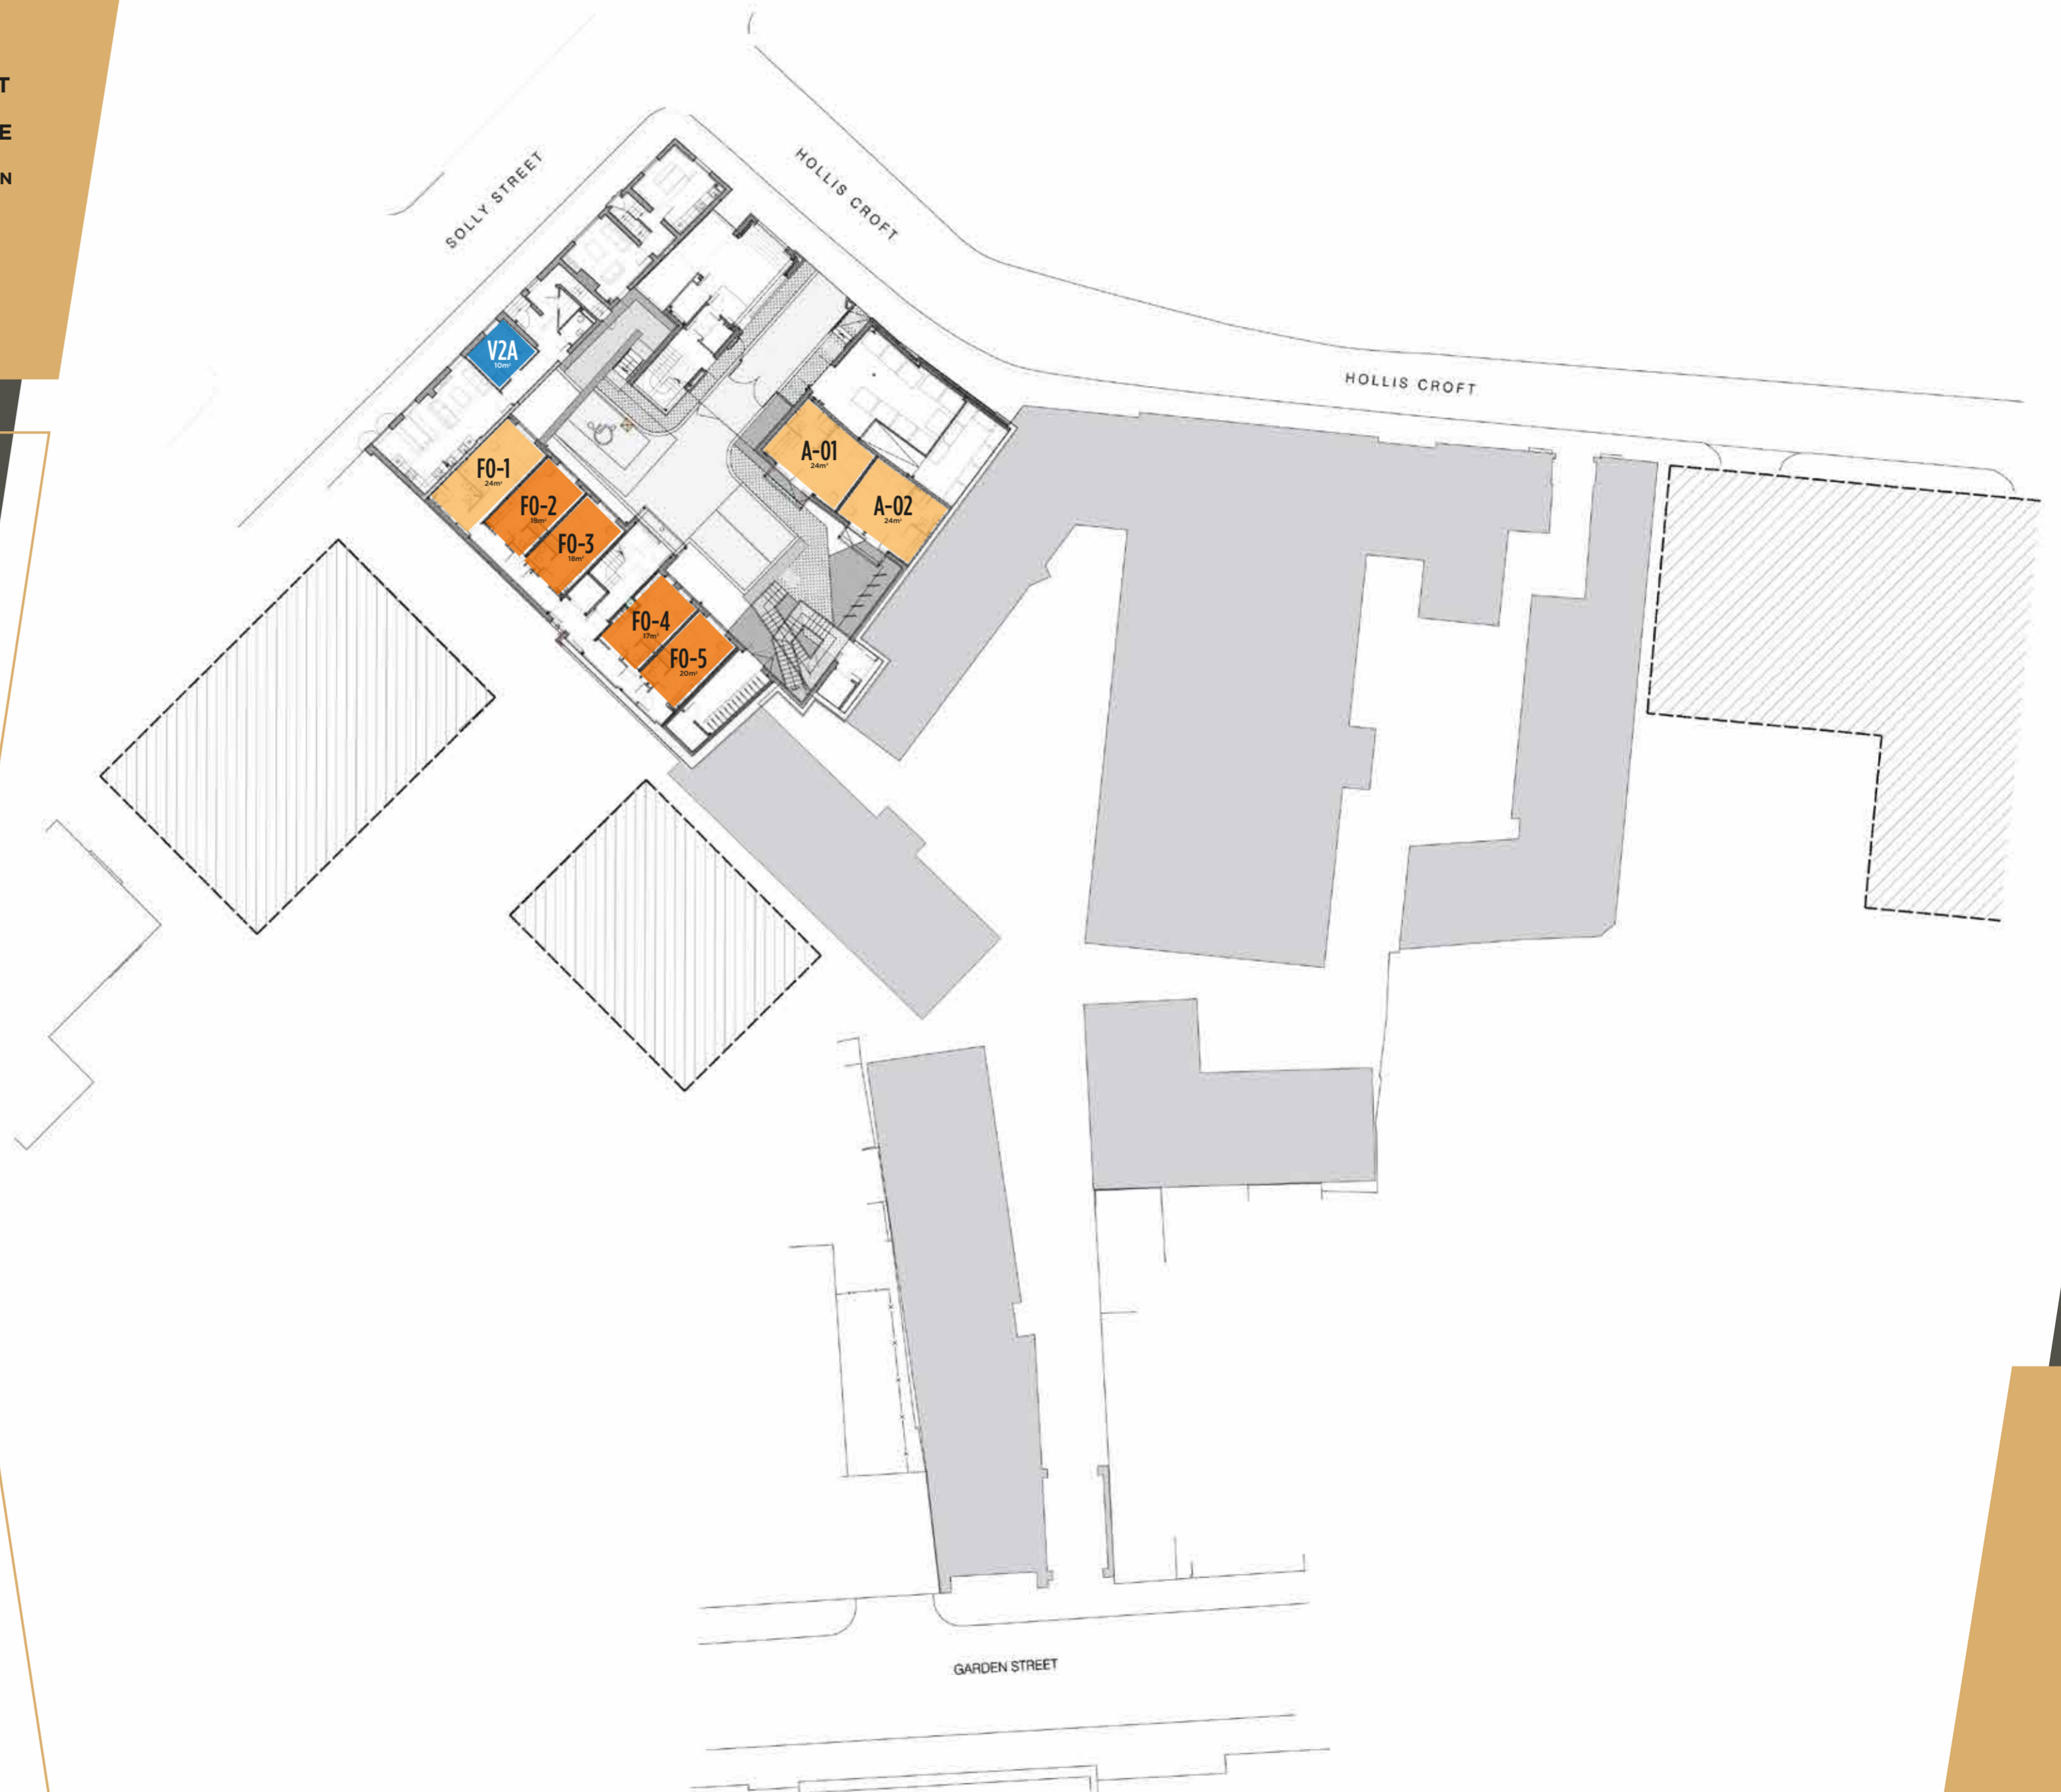 T
E
N
SOLLY STREET
HOLLIS CROFT
HOLLIS CROFT
V2A
10m²
A-01
24m²
A-02
24m²
F0-1
24m²
F0-2
F0-3
18m²
F0-4
17m²
F0-5
20m²
GARDEN STREET